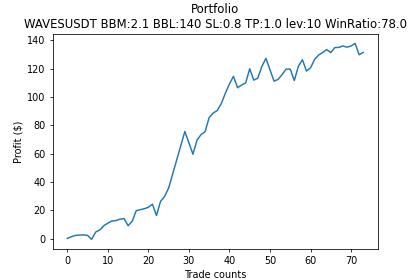 Portfolio
WAVESUSDT BBM:2.1 BBL:140 SL:0.8 TP:1.0 lev:10 WinRatio:78.0
140
120
100
80
60
40
20
0
Profit ($)
0 10 20 30 40 50 60 70
Trade counts